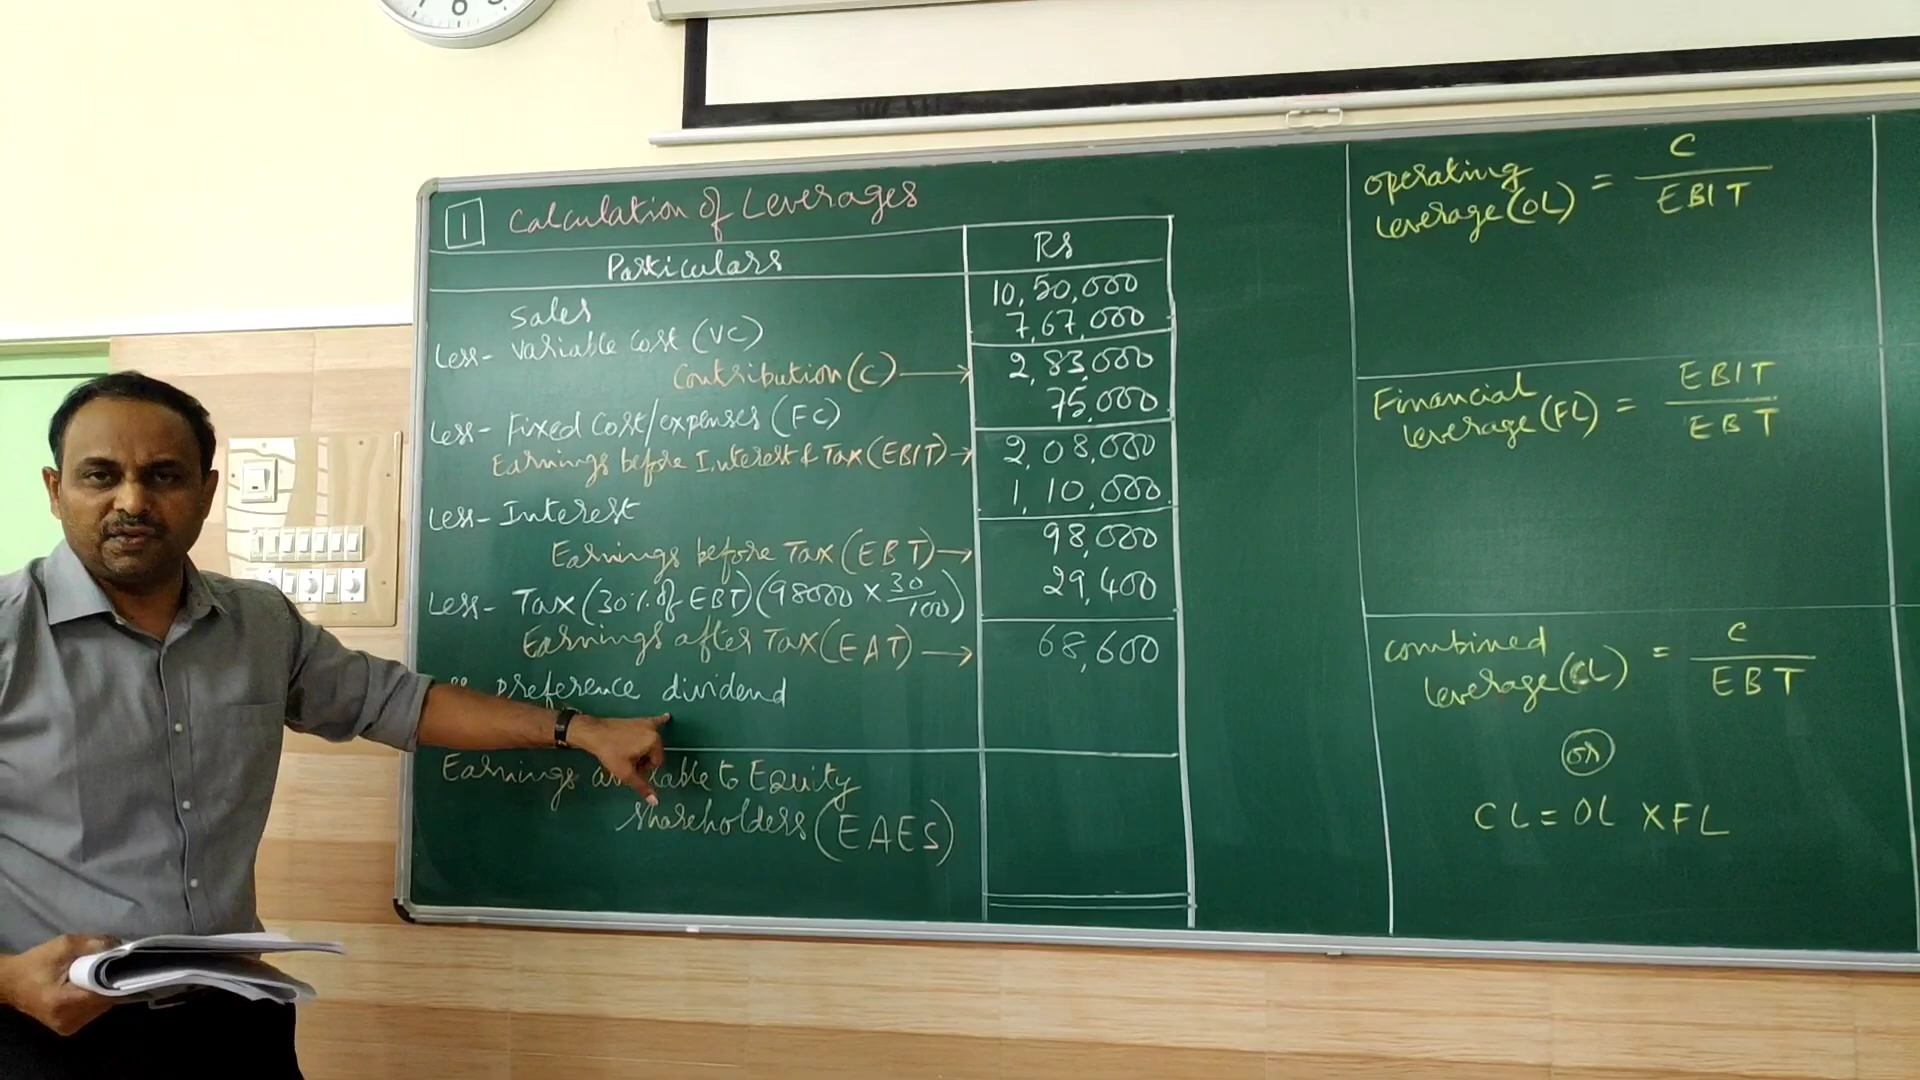 6
1 Calculation of Leverages
Particulars Rs
Sales 10,50,000
Less- Variable Cost (VC) 7,67,000
Contribution (C) → 2,83,000
Less- Fixed Cost/expenses (FC) 75,000
Earnings before Interest & Tax (EBIT) → 2,08,000
Less- Interest 1,10,000
Earnings before Tax (EBT) → 98,000
Less- Tax (30% of EBT) (98000 × 30/100) 29,400
Earnings after Tax (EAT) → 68,600
preference dividend
Earnings to Equity
Shareholders (EAES)
operating leverage (OL) = C / EBIT
Financial leverage (FL) = EBIT / EBT
combined leverage (CL) = C / EBT
(or)
CL = OL X FL